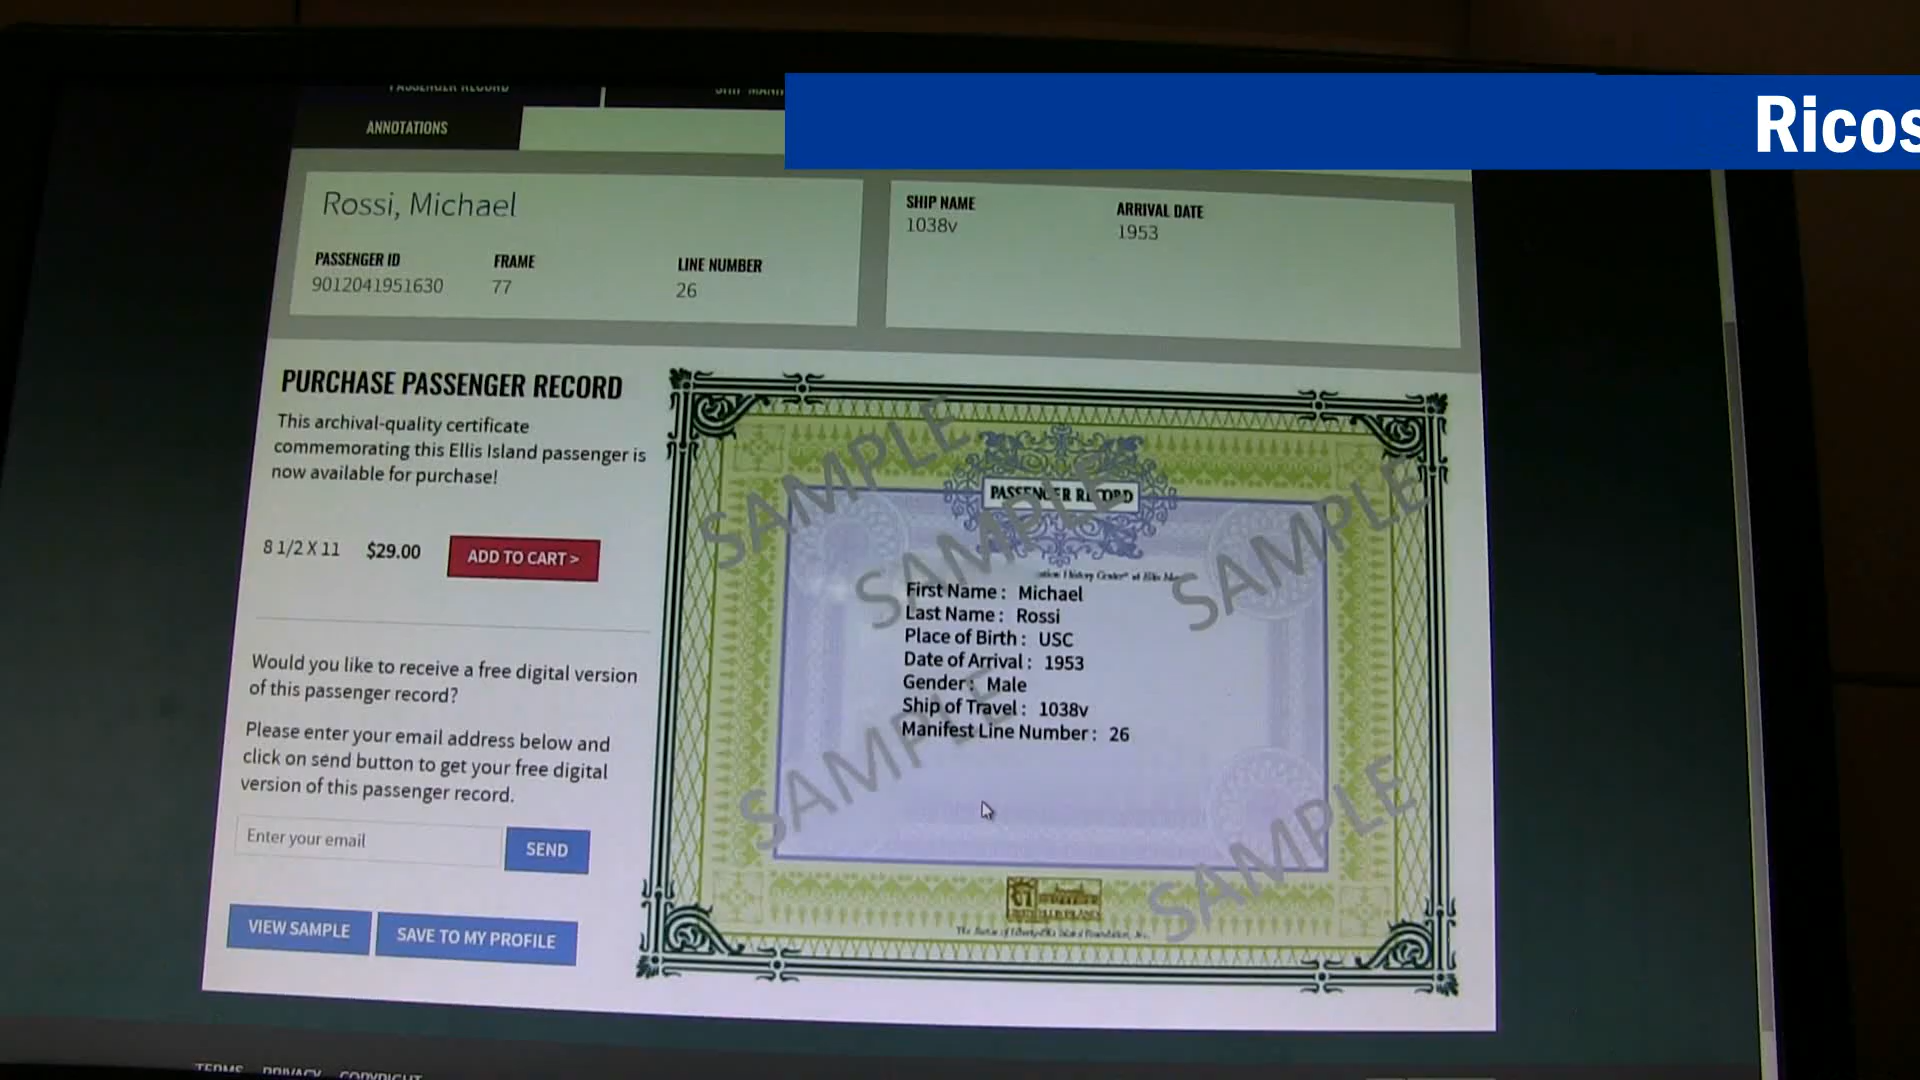 PASSENGER RECORD
Ricos
ANNOTATIONS
Rossi, Michael
PASSENGER ID
FRAME
LINE NUMBER
9012041951630
77
26
SHIP NAME
ARRIVAL DATE
1038v
1953
PURCHASE PASSENGER RECORD
This archival-quality certificate
commemorating this Ellis Island passenger is
now available for purchase!
8 1/2 X 11 $29.00 ADD TO CART >
Would you like to receive a free digital version
of this passenger record?
Please enter your email address below and
click on send button to get your free digital
version of this passenger record.
Enter your email
SEND
VIEW SAMPLE
SAVE TO MY PROFILE
SAMPLE
SAMPLE
SAMPLE
PASSENGER RECORD
First Name : Michael
Last Name : Rossi
Place of Birth : USC
Date of Arrival : 1953
Gender : Male
Ship of Travel : 1038v
Manifest Line Number : 26
SAMPLE
SAMPLE
TERMS PRIVACY COPYRIGHT